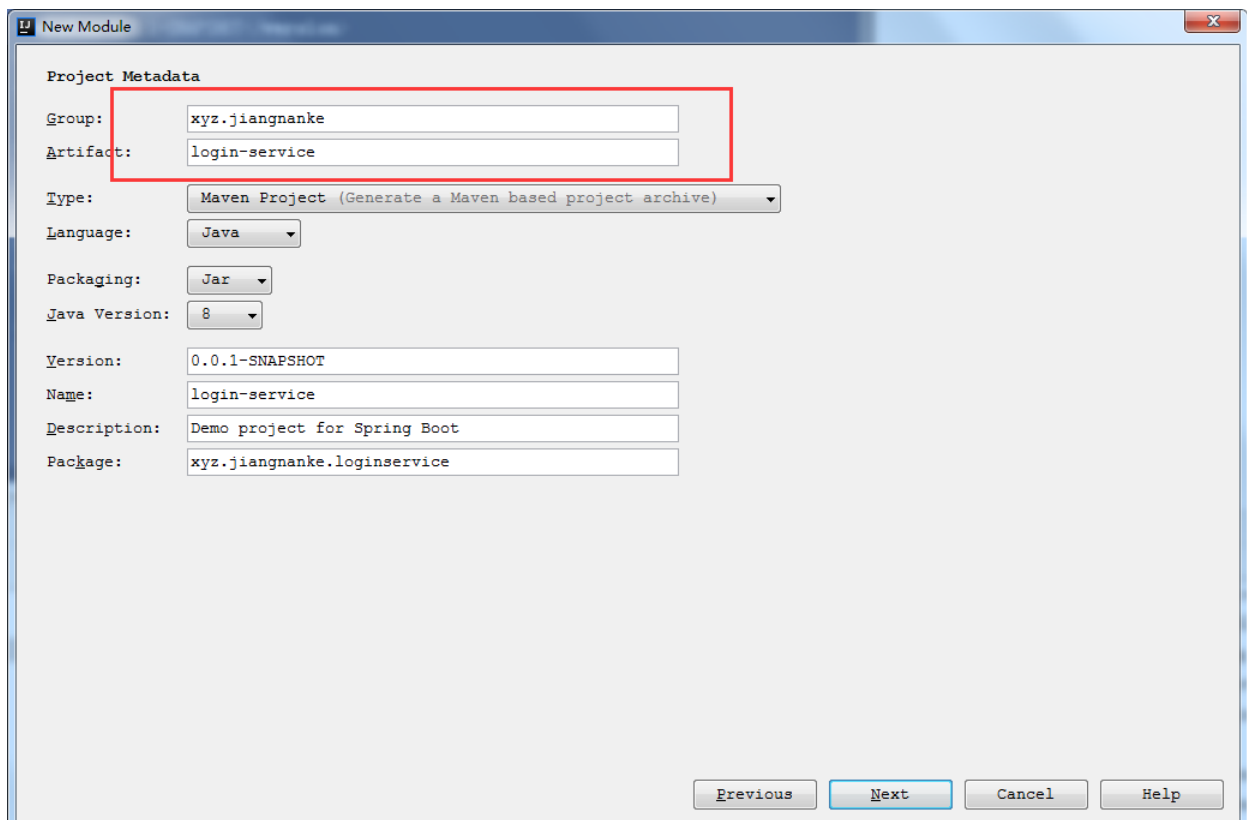 New Module
Project Metadata
Group: xyz.jiangnanke
Artifact: login-service
Type: Maven Project (Generate a Maven based project archive)
Language: Java
Packaging: Jar
Java Version: 8
Version: 0.0.1-SNAPSHOT
Name: login-service
Description: Demo project for Spring Boot
Package: xyz.jiangnanke.loginservice
Previous Next Cancel Help